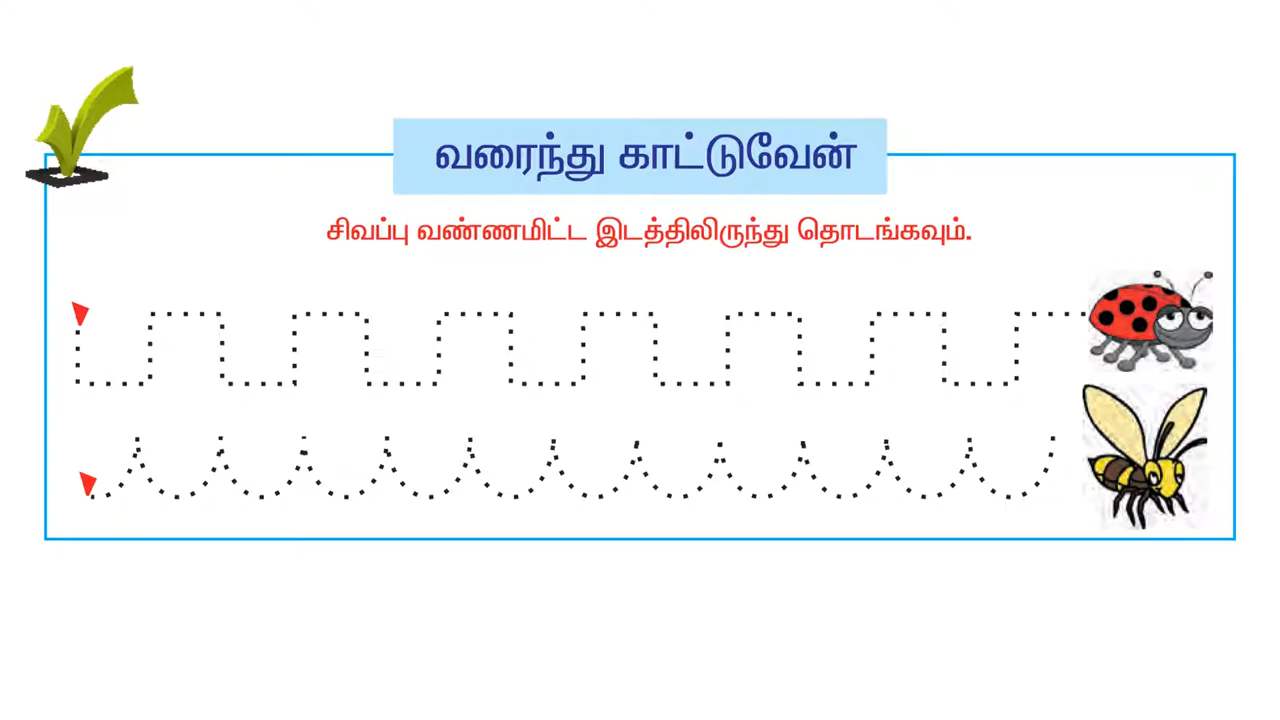 வரைந்து காட்டுவேன்
சிவப்பு வண்ணமிட்ட இடத்திலிருந்து தொடங்கவும்.